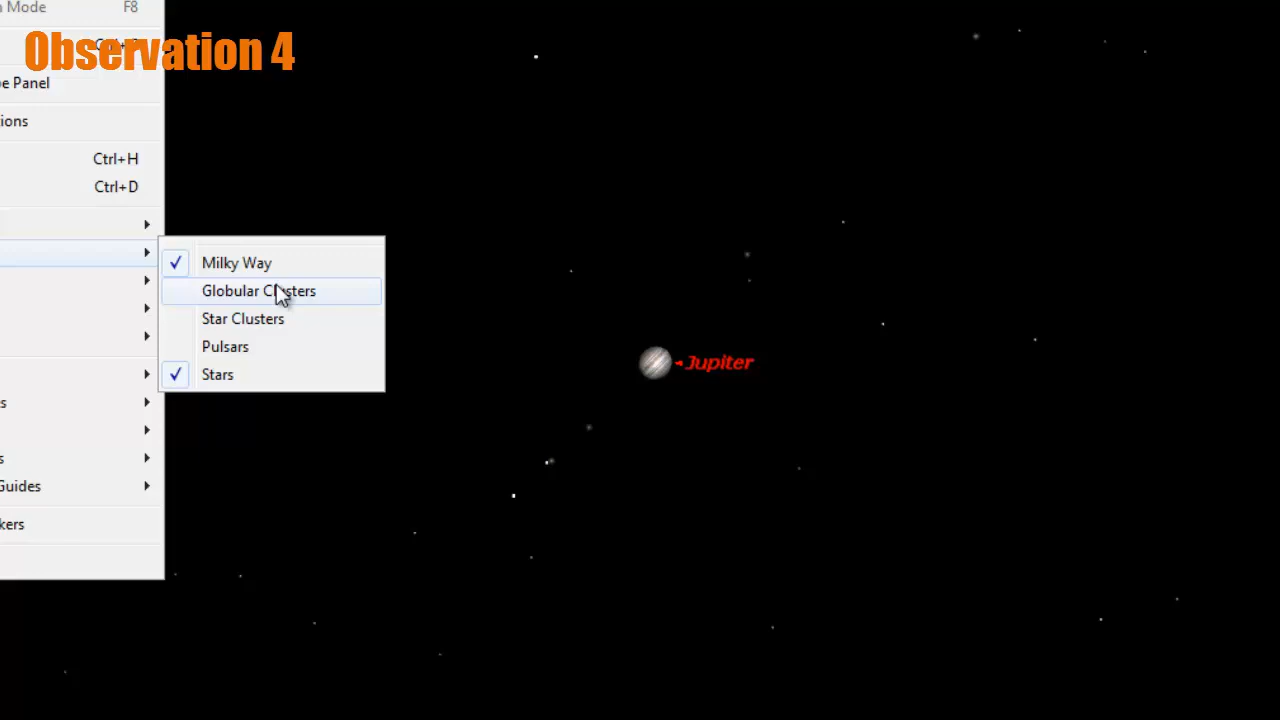 Mode F8
Observation 4
e Panel
ions
Ctrl+H
Ctrl+D
Milky Way
Globular Clusters
Star Clusters
Pulsars
Stars
Jupiter
s
s
Guides
kers